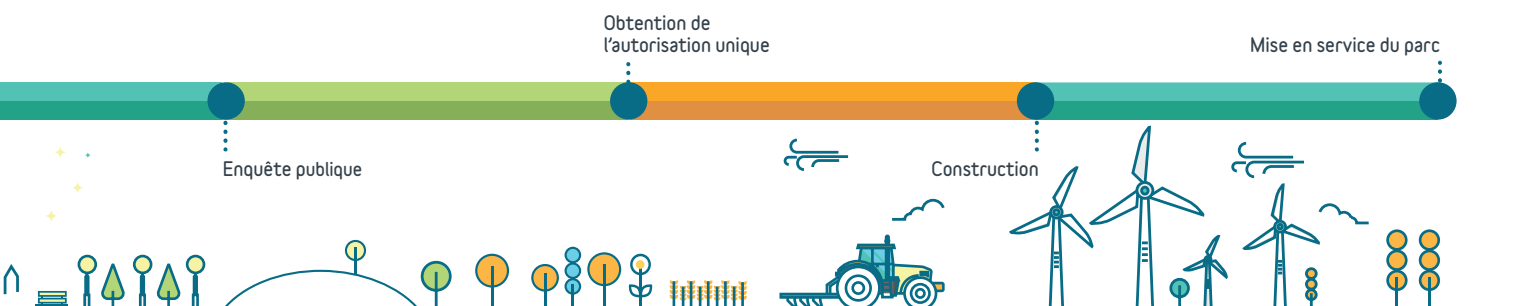 Enquête publique
Obtention de
l'autorisation unique
Construction
Mise en service du parc